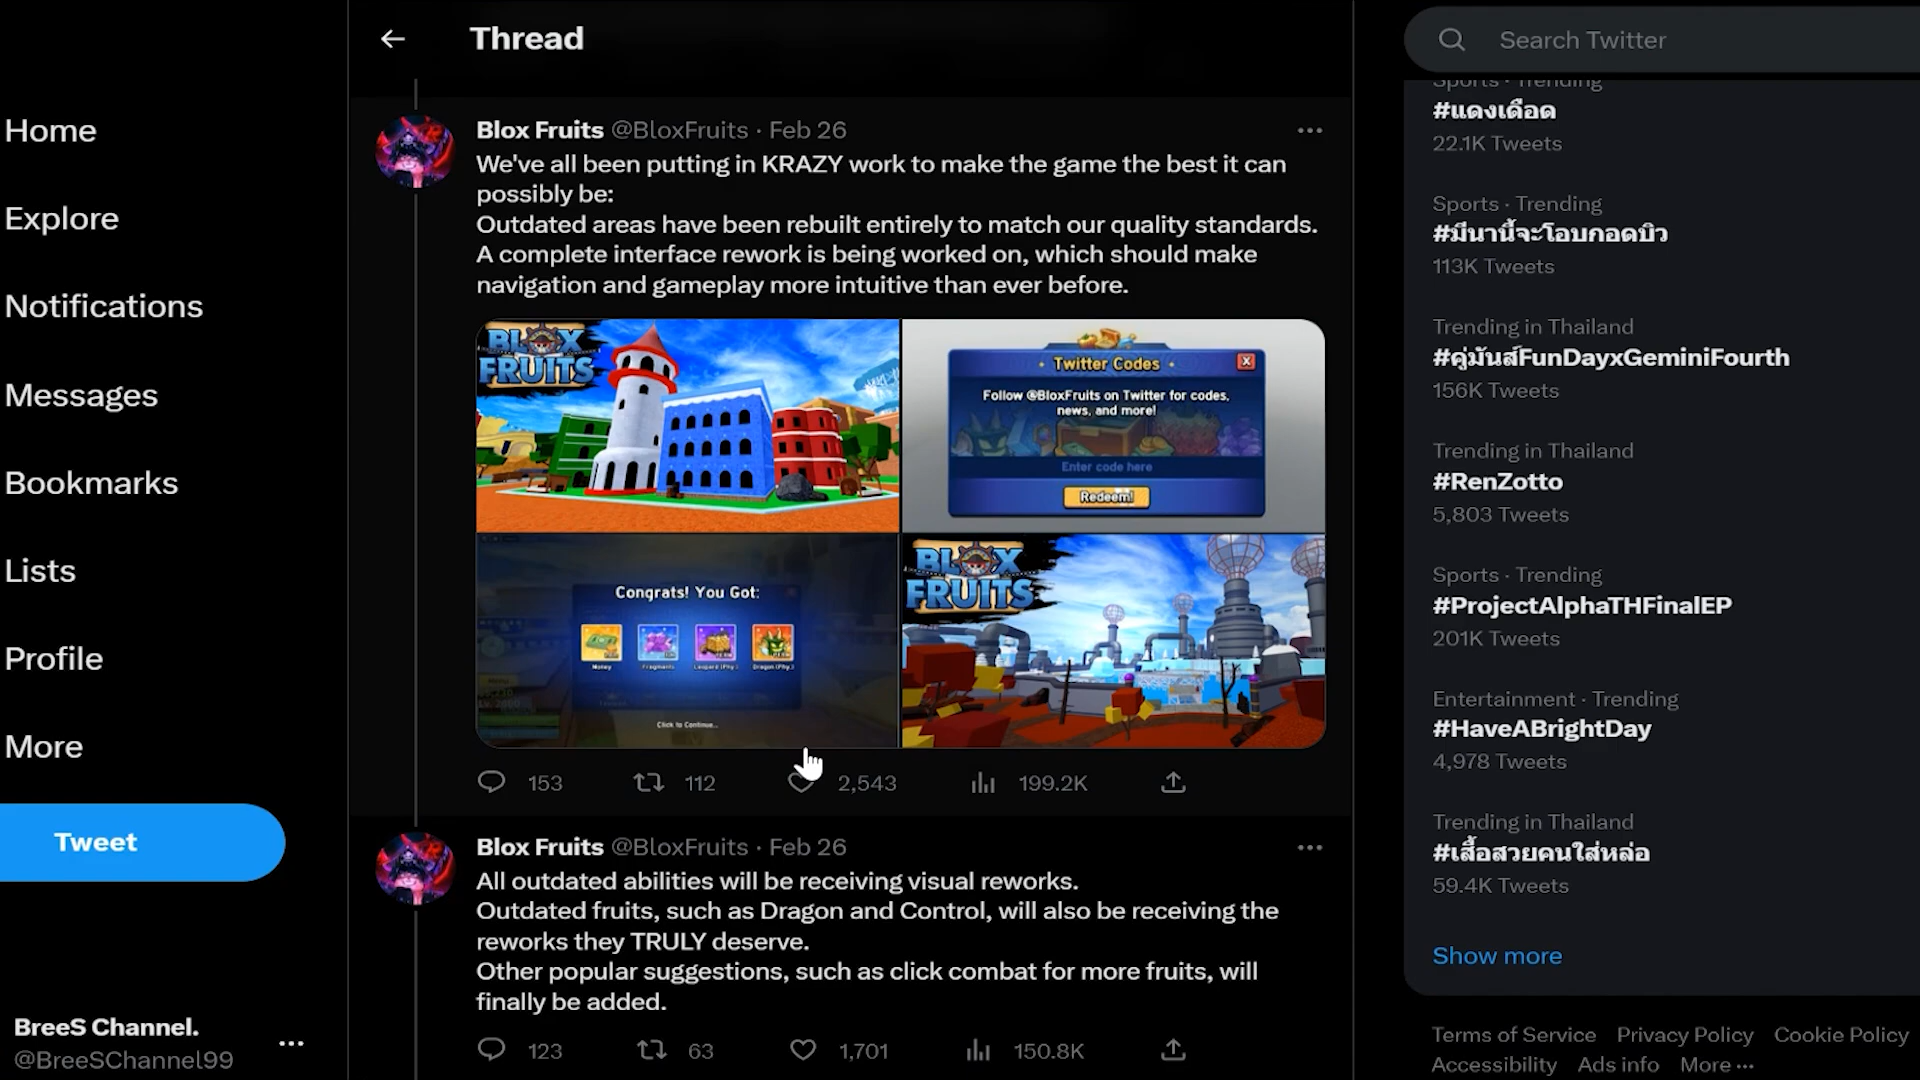 Home
Explore
Notifications
Messages
Bookmarks
Lists
Profile
More
Tweet
BreeS Channel.
@BreeSChannel99
Thread
Blox Fruits @BloxFruits · Feb 26
We've all been putting in KRAZY work to make the game the best it can
possibly be:
Outdated areas have been rebuilt entirely to match our quality standards.
A complete interface rework is being worked on, which should make
navigation and gameplay more intuitive than ever before.
BLOX
FRUITS
Twitter Codes
Follow @BloxFruits on Twitter for codes,
news, and more!
Enter code here
Redeem!
Congrats! You Got:
Money Fragments
Click to Continue...
BLOX
FRUITS
153 112 2,543 199.2K
Blox Fruits @BloxFruits · Feb 26
All outdated abilities will be receiving visual reworks.
Outdated fruits, such as Dragon and Control, will also be receiving the
reworks they TRULY deserve.
Other popular suggestions, such as click combat for more fruits, will
finally be added.
123 63 1,701 150.8K
Search Twitter
Sports · Trending
#แดงเดือด
22.1K Tweets
Sports · Trending
#มีนานี้จะโอบกอดบิว
113K Tweets
Trending in Thailand
#คู่มันส์FunDayxGeminiFourth
156K Tweets
Trending in Thailand
#RenZotto
5,803 Tweets
Sports · Trending
#ProjectAlphaTHFinalEP
201K Tweets
Entertainment · Trending
#HaveABrightDay
4,978 Tweets
Trending in Thailand
#เสื้อสวยคนใส่หล่อ
59.4K Tweets
Show more
Terms of Service Privacy Policy Cookie Policy
Accessibility Ads info More ···